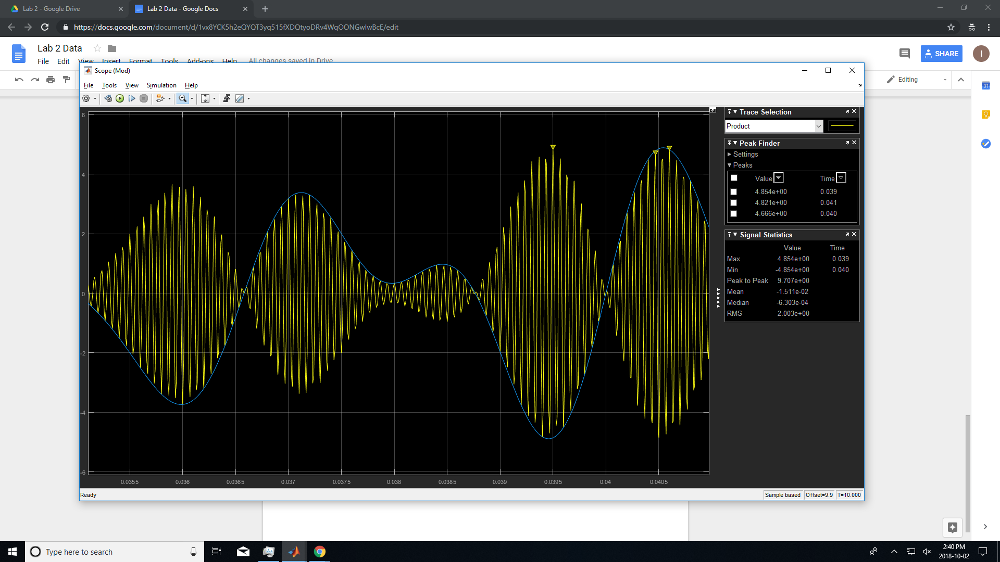 Lab 2 - Google Drive
Lab 2 Data - Google Docs
https://docs.google.com/document/d/1vx8YCK5h2eQYQT3yq515fXDQtyoDRv4WqOONGwlwBcE/edit
Lab 2 Data
File Edit View Insert Format Tools Add-ons Help All changes saved in Drive
SHARE
I
Editing
31
Scope (Mod)
File Tools View Simulation Help
6
4
2
0
-2
-4
-6
0.0355 0.036 0.0365 0.037 0.0375 0.038 0.0385 0.039 0.0395 0.04 0.0405
Trace Selection
Product
Peak Finder
Settings
Peaks
Value Time
4.854e+00 0.039
4.821e+00 0.041
4.666e+00 0.040
Signal Statistics
Value Time
Max 4.854e+00 0.039
Min -4.854e+00 0.040
Peak to Peak 9.707e+00
Mean -1.511e-02
Median -6.303e-04
RMS 2.003e+00
Ready
Sample based Offset=9.9 T=10.000
Type here to search
2:40 PM
2018-10-02